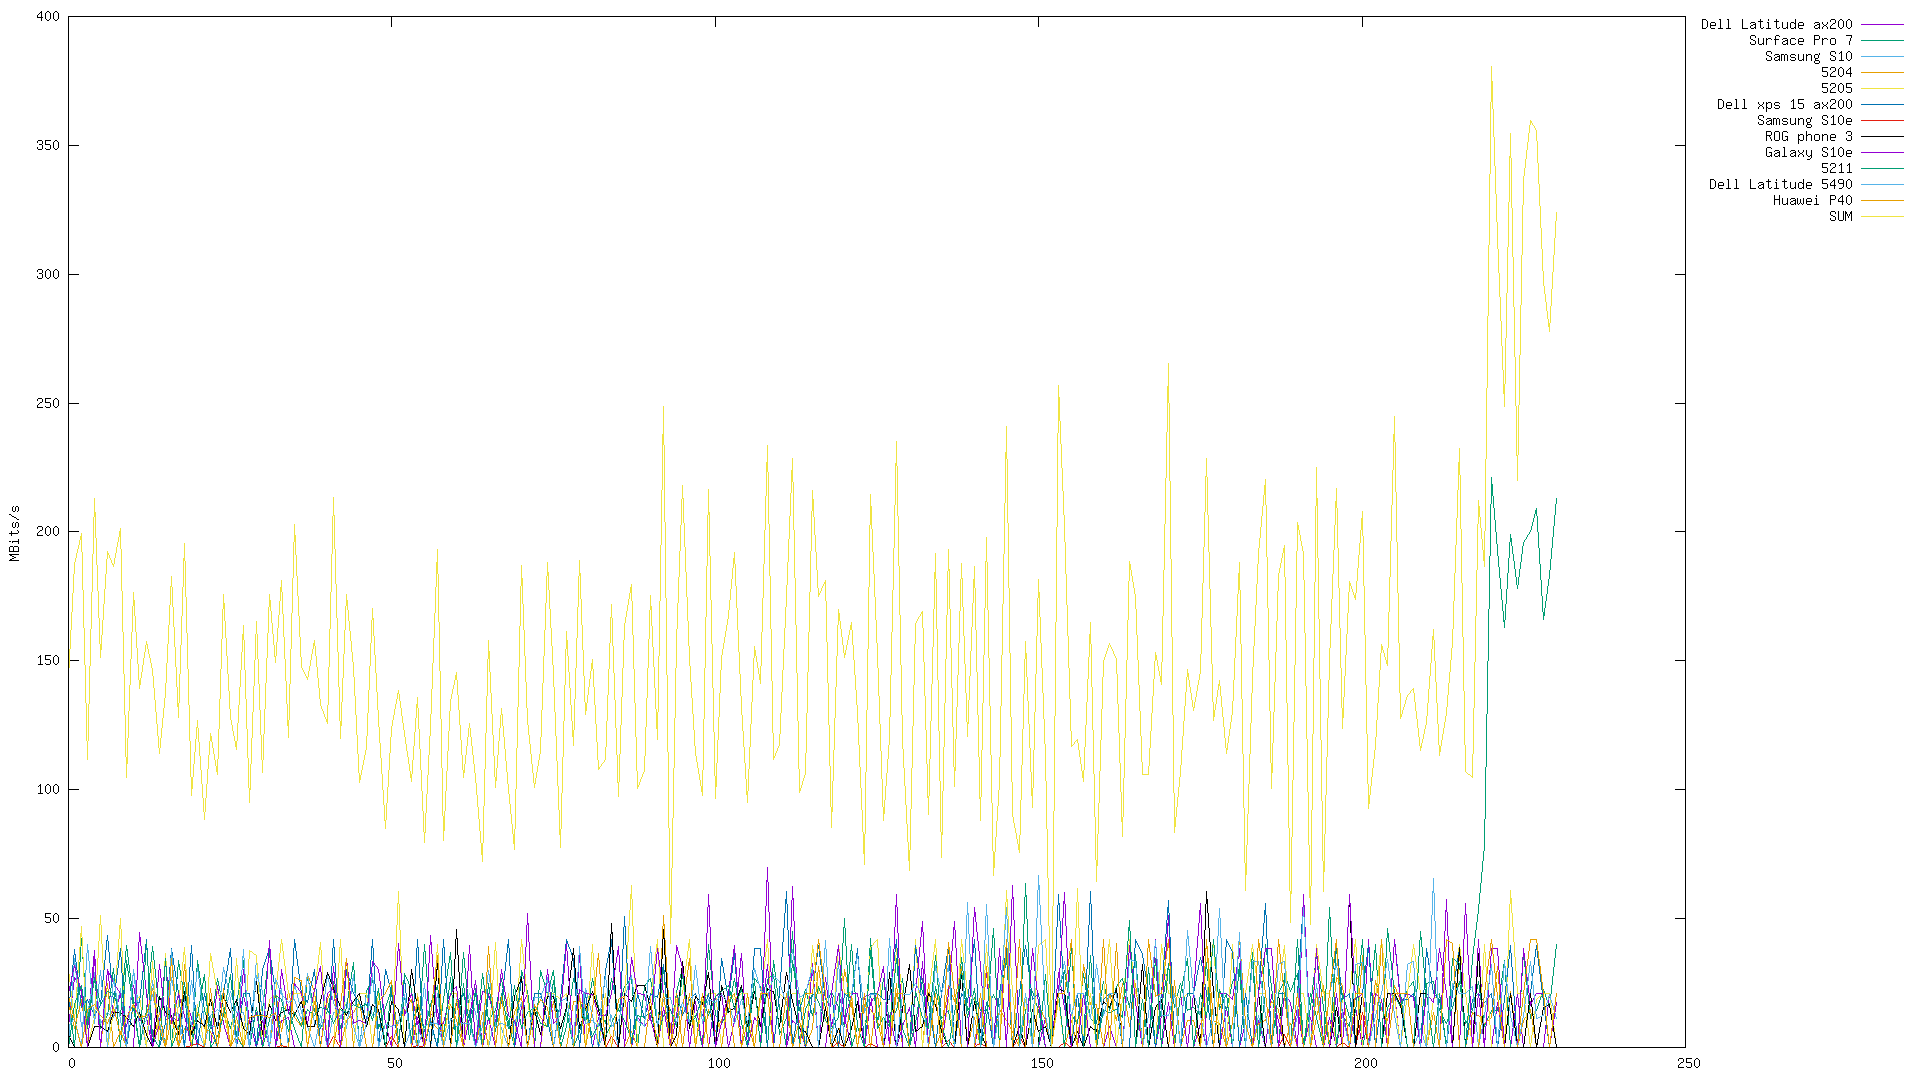 400
350
300
250
200
150
100
50
0
MBits/s
0 50 100 150 200 250
Dell Latitude ax200
Surface Pro 7
Samsung S10
5204
5205
Dell xps 15 ax200
Samsung S10e
ROG phone 3
Galaxy S10e
5211
Dell Latitude 5490
Huawei P40
SUM